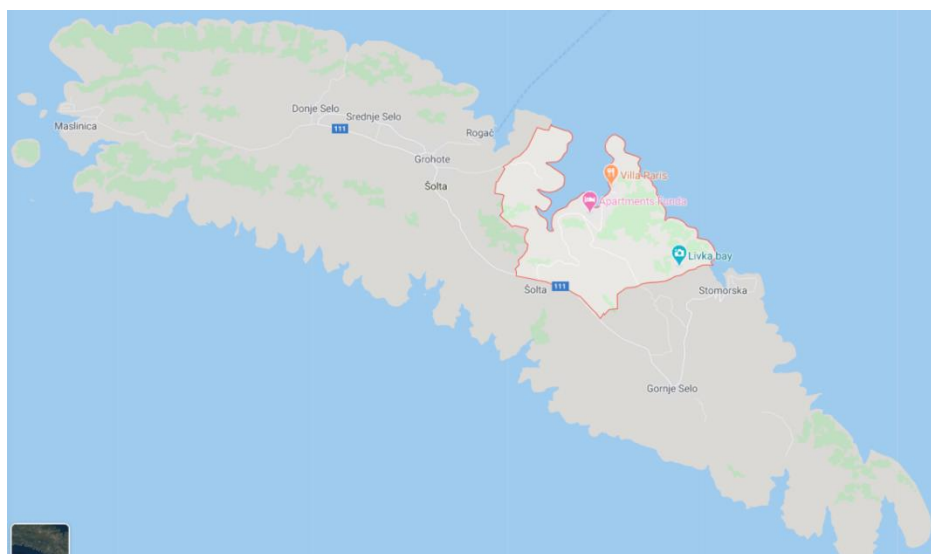 Donje Selo
Srednje Selo
111
Maslinica
Rogač
Grohote
Šolta
Villa Paris
Apartments Punda
Livka bay
Šolta
111
Stomorska
Gornje Selo